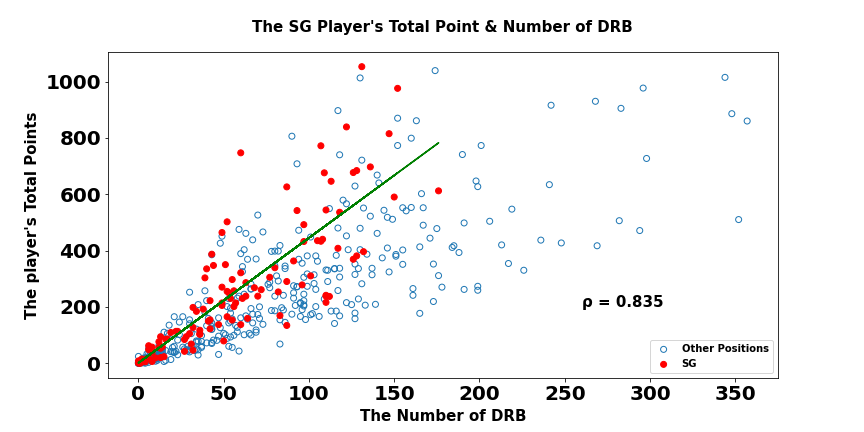 The SG Player's Total Point & Number of DRB
The player's Total Points
1000
800
600
400
200
0
ρ = 0.835
Other Positions
SG
0 50 100 150 200 250 300 350
The Number of DRB